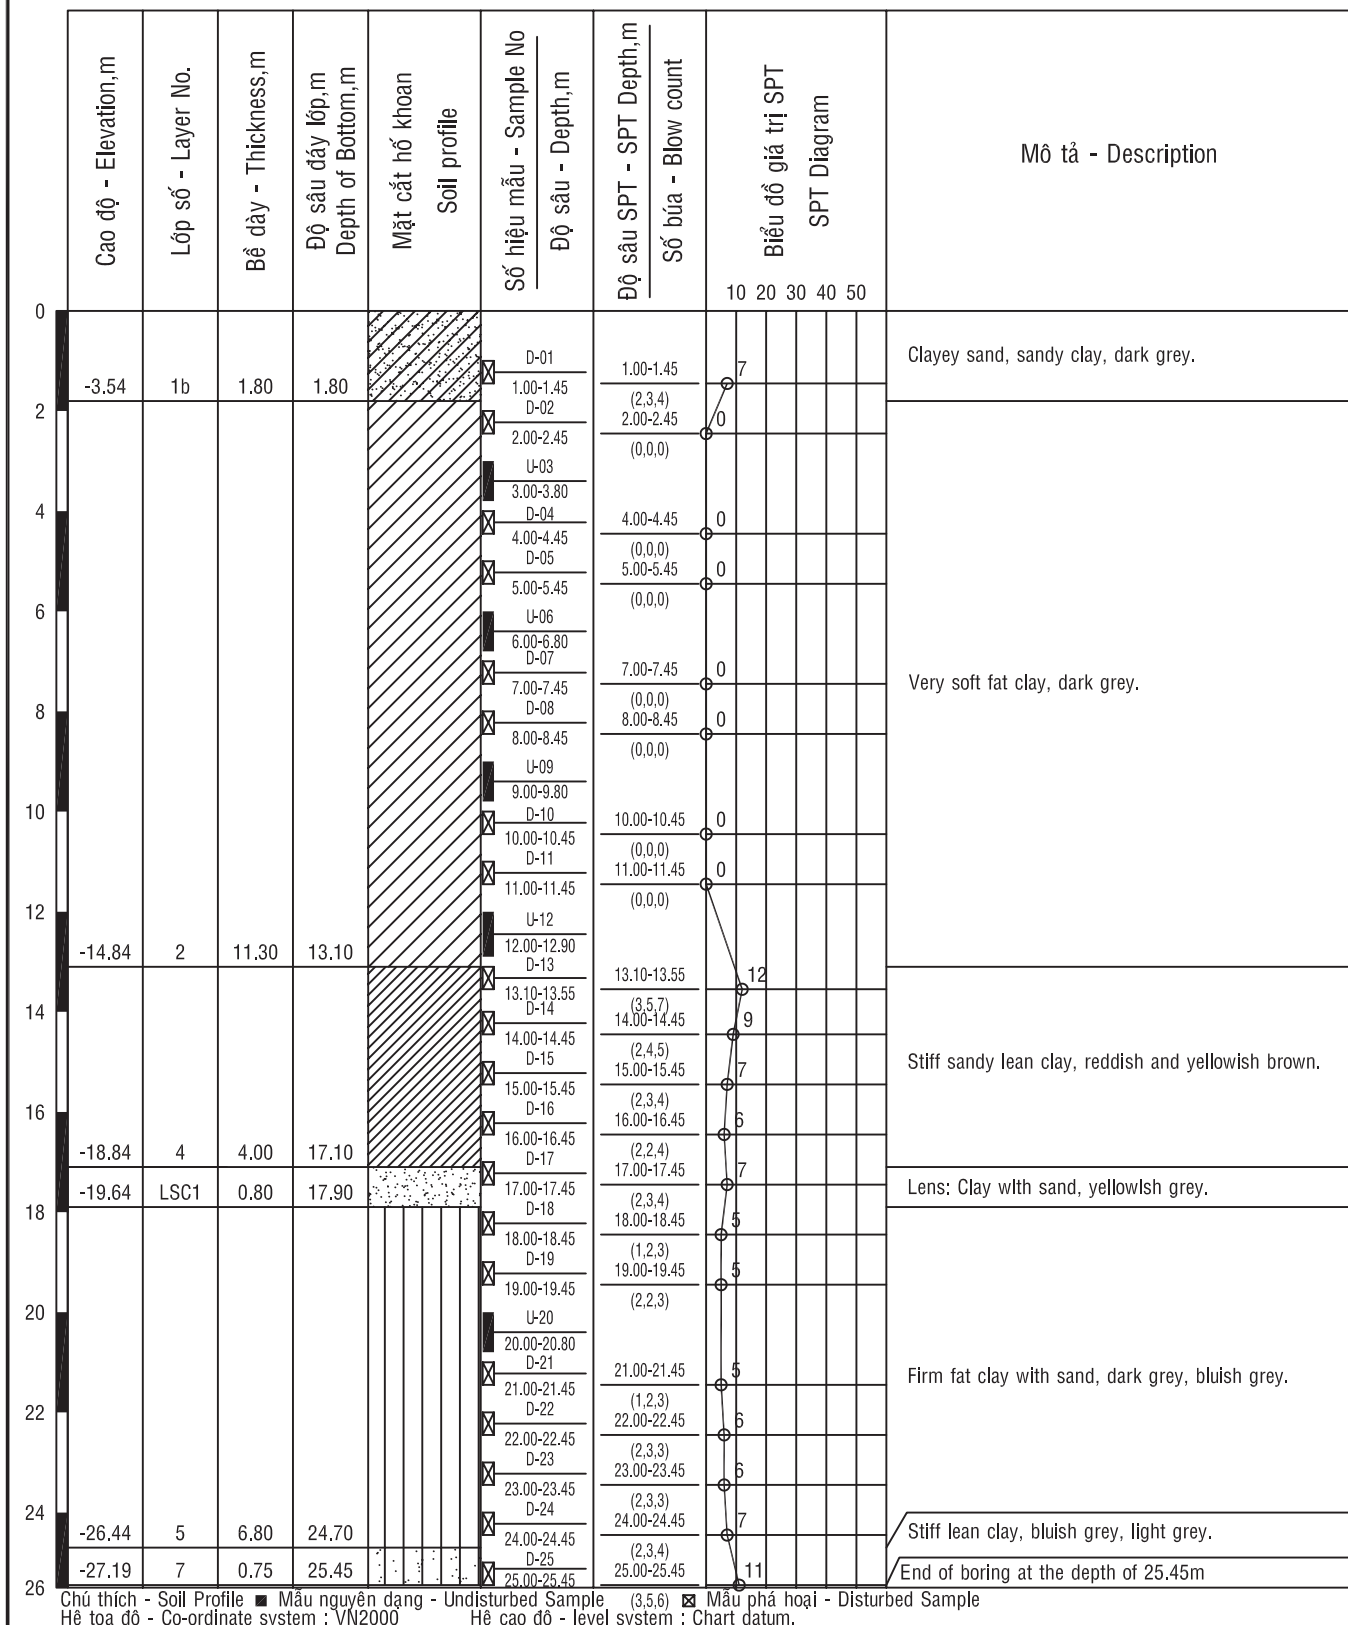 Cao độ - Elevation,m
Lớp số - Layer No.
Bề dày - Thickness,m
Độ sâu đáy lớp,m
Depth of Bottom,m
Mặt cắt hố khoan
Soil profile
Số hiệu mẫu - Sample No
Độ sâu - Depth,m
Độ sâu SPT - SPT Depth,m
Số búa - Blow count
Biểu đồ giá trị SPT
SPT Diagram
Mô tả - Description
10 20 30 40 50
0
D-01
1.00-1.45
7
Clayey sand, sandy clay, dark grey.
-3.54 1b 1.80 1.80
1.00-1.45
(2,3,4)
2
D-02
2.00-2.45
0
2.00-2.45
(0,0,0)
U-03
3.00-3.80
4
D-04
4.00-4.45
0
4.00-4.45
(0,0,0)
D-05
5.00-5.45
0
5.00-5.45
(0,0,0)
6
U-06
6.00-6.80
D-07
7.00-7.45
0
Very soft fat clay, dark grey.
7.00-7.45
(0,0,0)
8
D-08
8.00-8.45
0
8.00-8.45
(0,0,0)
U-09
9.00-9.80
10
D-10
10.00-10.45
0
10.00-10.45
(0,0,0)
D-11
11.00-11.45
0
11.00-11.45
(0,0,0)
12
U-12
12.00-12.90
-14.84 2 11.30 13.10
D-13
13.10-13.55
12
13.10-13.55
(3,5,7)
14
D-14
14.00-14.45
9
14.00-14.45
(2,4,5)
D-15
15.00-15.45
7
Stiff sandy lean clay, reddish and yellowish brown.
15.00-15.45
(2,3,4)
16
D-16
16.00-16.45
6
16.00-16.45
(2,2,4)
-18.84 4 4.00 17.10
D-17
17.00-17.45
7
-19.64 LSC1 0.80 17.90
Lens: Clay with sand, yellowish grey.
17.00-17.45
(2,3,4)
18
D-18
18.00-18.45
5
18.00-18.45
(1,2,3)
D-19
19.00-19.45
5
19.00-19.45
(2,2,3)
20
U-20
20.00-20.80
D-21
21.00-21.45
5
Firm fat clay with sand, dark grey, bluish grey.
21.00-21.45
(1,2,3)
22
D-22
22.00-22.45
6
22.00-22.45
(2,3,3)
D-23
23.00-23.45
6
23.00-23.45
(2,3,3)
24
D-24
24.00-24.45
7
-26.44 5 6.80 24.70
Stiff lean clay, bluish grey, light grey.
24.00-24.45
(2,3,4)
D-25
25.00-25.45
11
-27.19 7 0.75 25.45
End of boring at the depth of 25.45m
26
25.00-25.45
(3,5,6)
Chú thích - Soil Profile Mẫu nguyên dạng - Undisturbed Sample Mẫu phá hoại - Disturbed Sample
Hệ toạ độ - Co-ordinate system : VN2000 Hệ cao độ - level system : Chart datum.